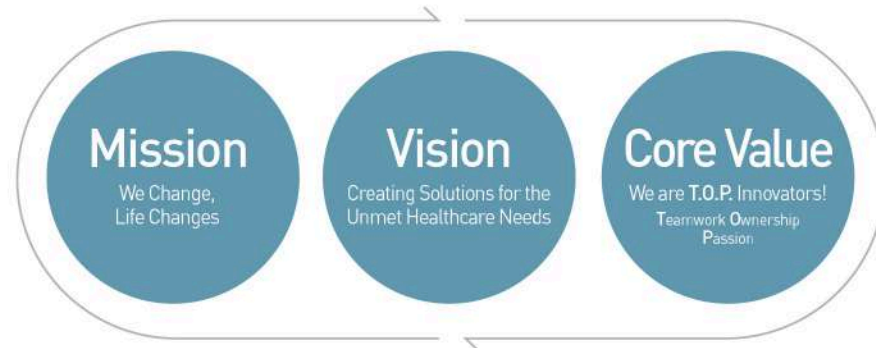 Mission
We Change,
Life Changes
Vision
Creating Solutions for the
Unmet Healthcare Needs
Core Value
We are T.O.P. Innovators!
Teamwork Ownership
Passion